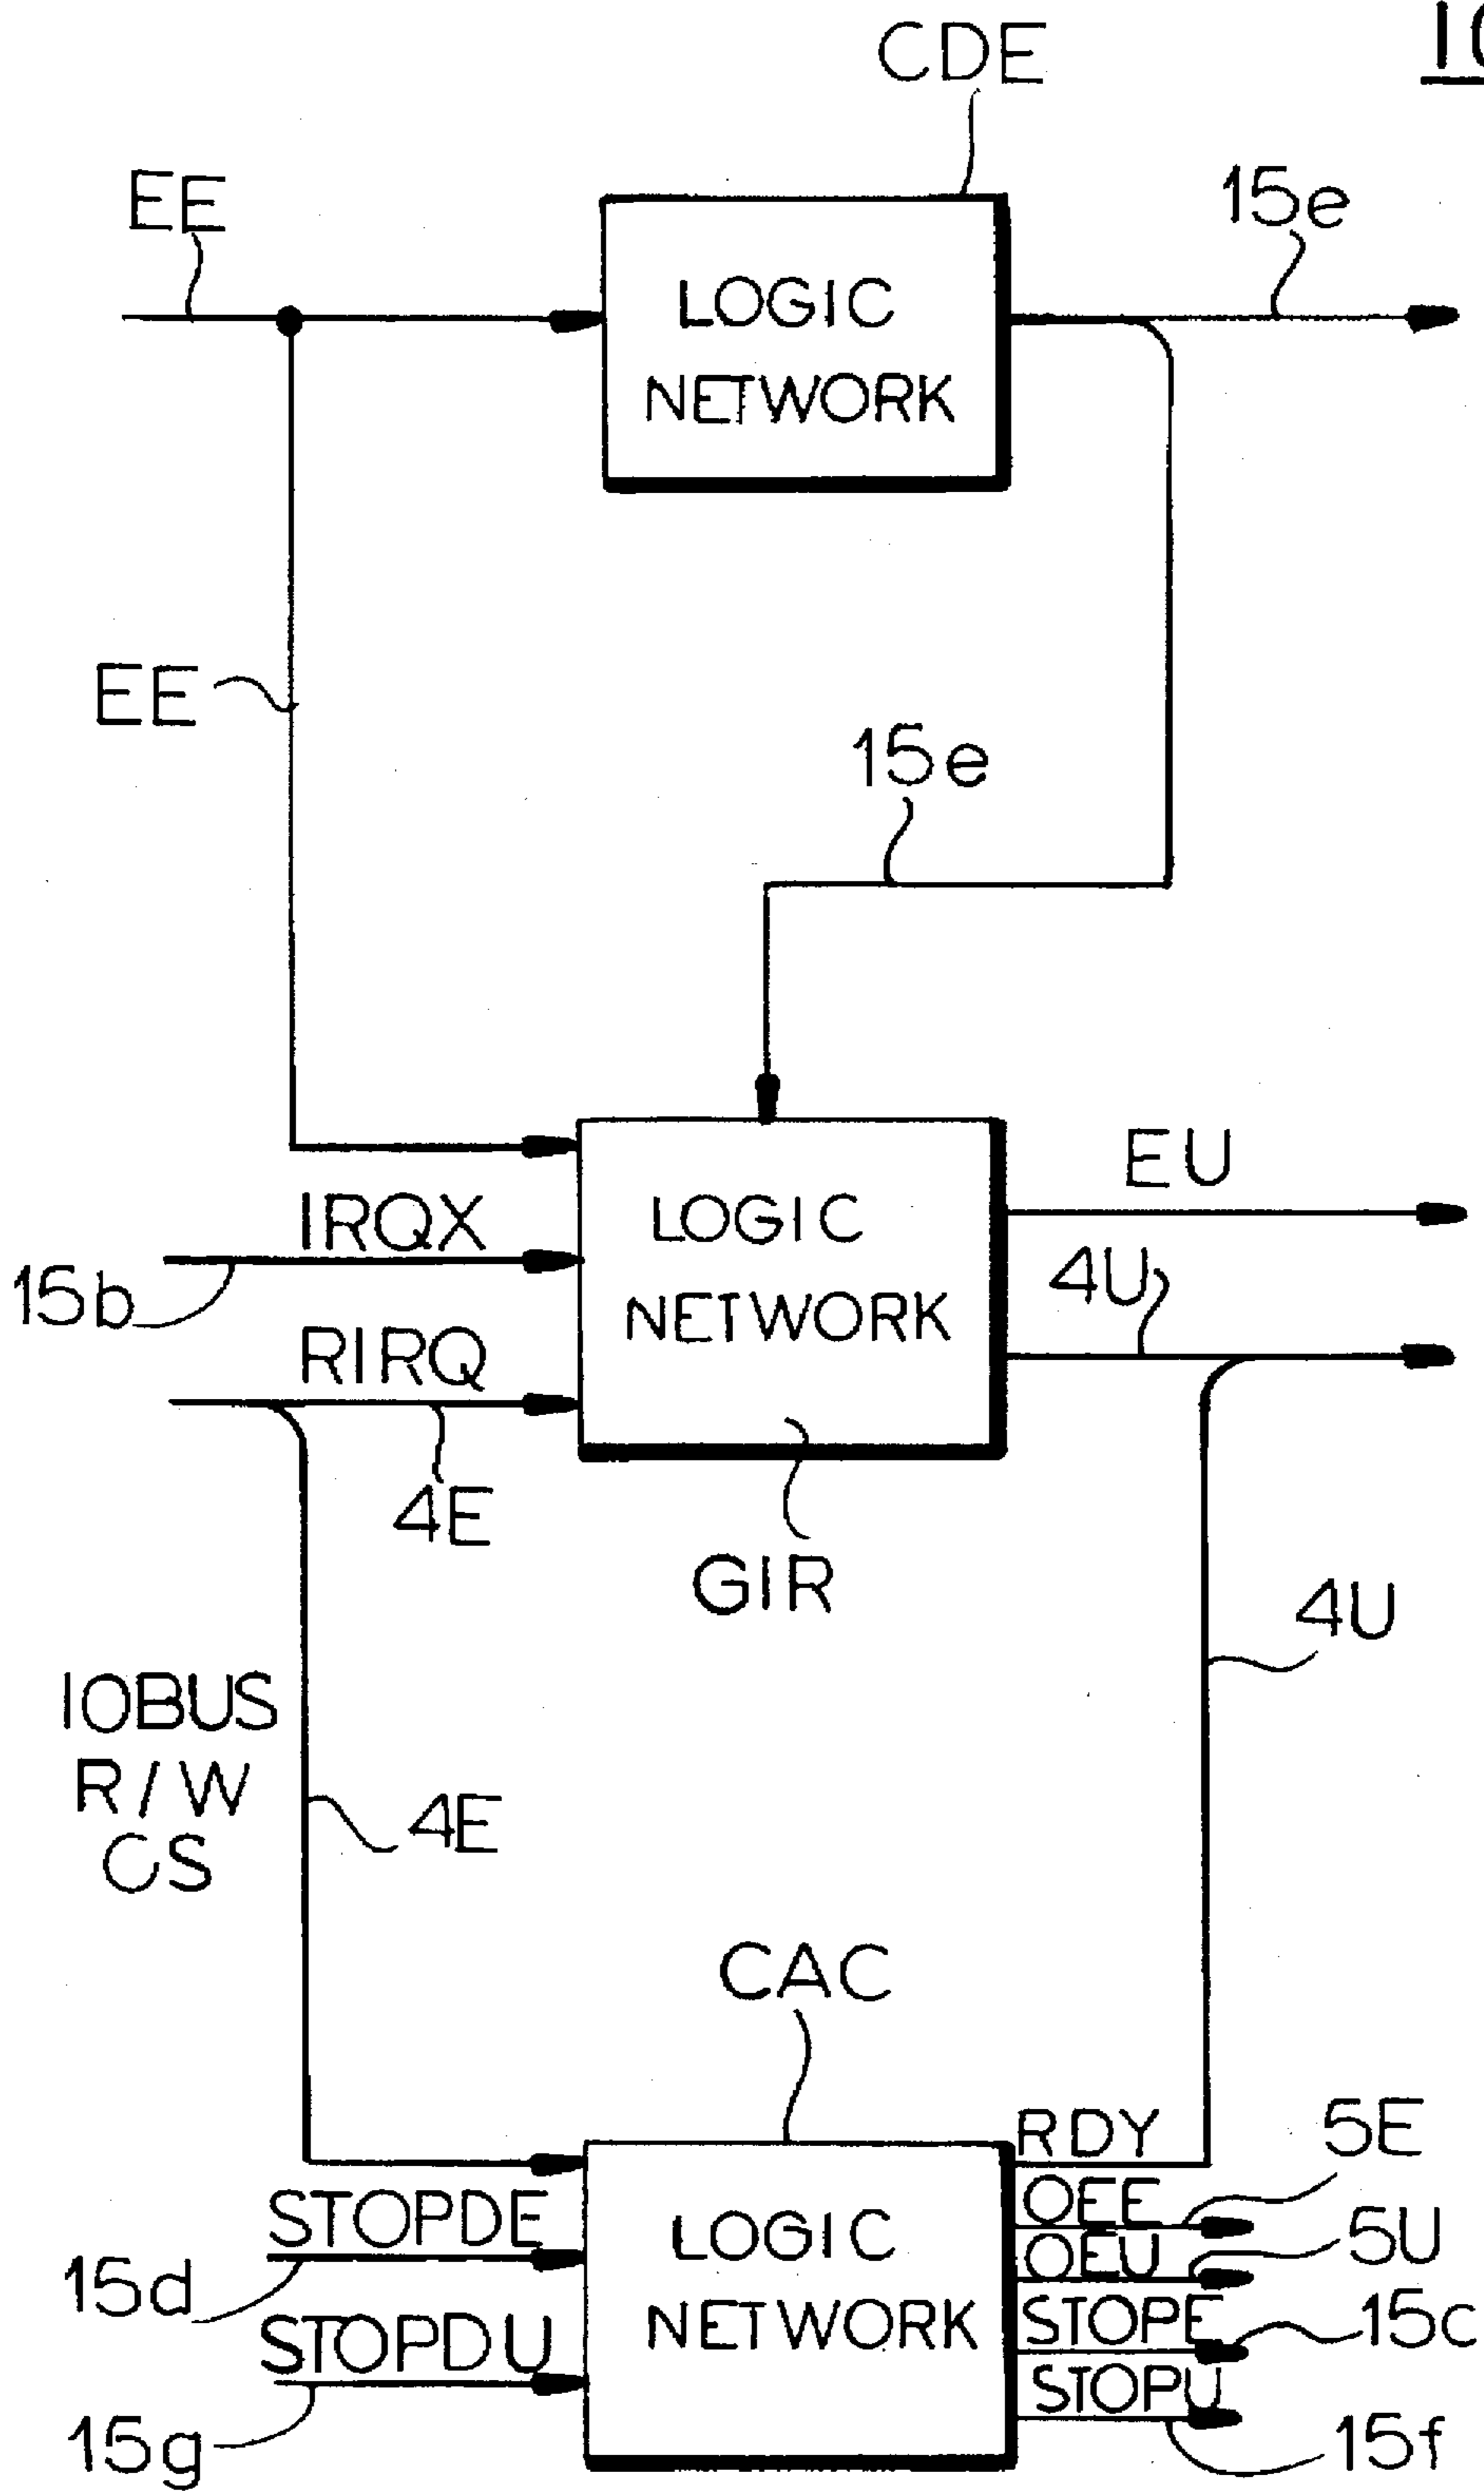 CDE
EE
15e
LOGIC
NETWORK
EE
15e
EU
IRQX
LOGIC
NETWORK
4U
15b
RIRQ
4E
GIR
4U
IOBUS
R/W
CS
4E
CAC
RDY
5E
STOPDE
OEE
LOGIC
NETWORK
OEU
5U
15d
STOPE
15c
STOPDU
STOPU
15g
15f